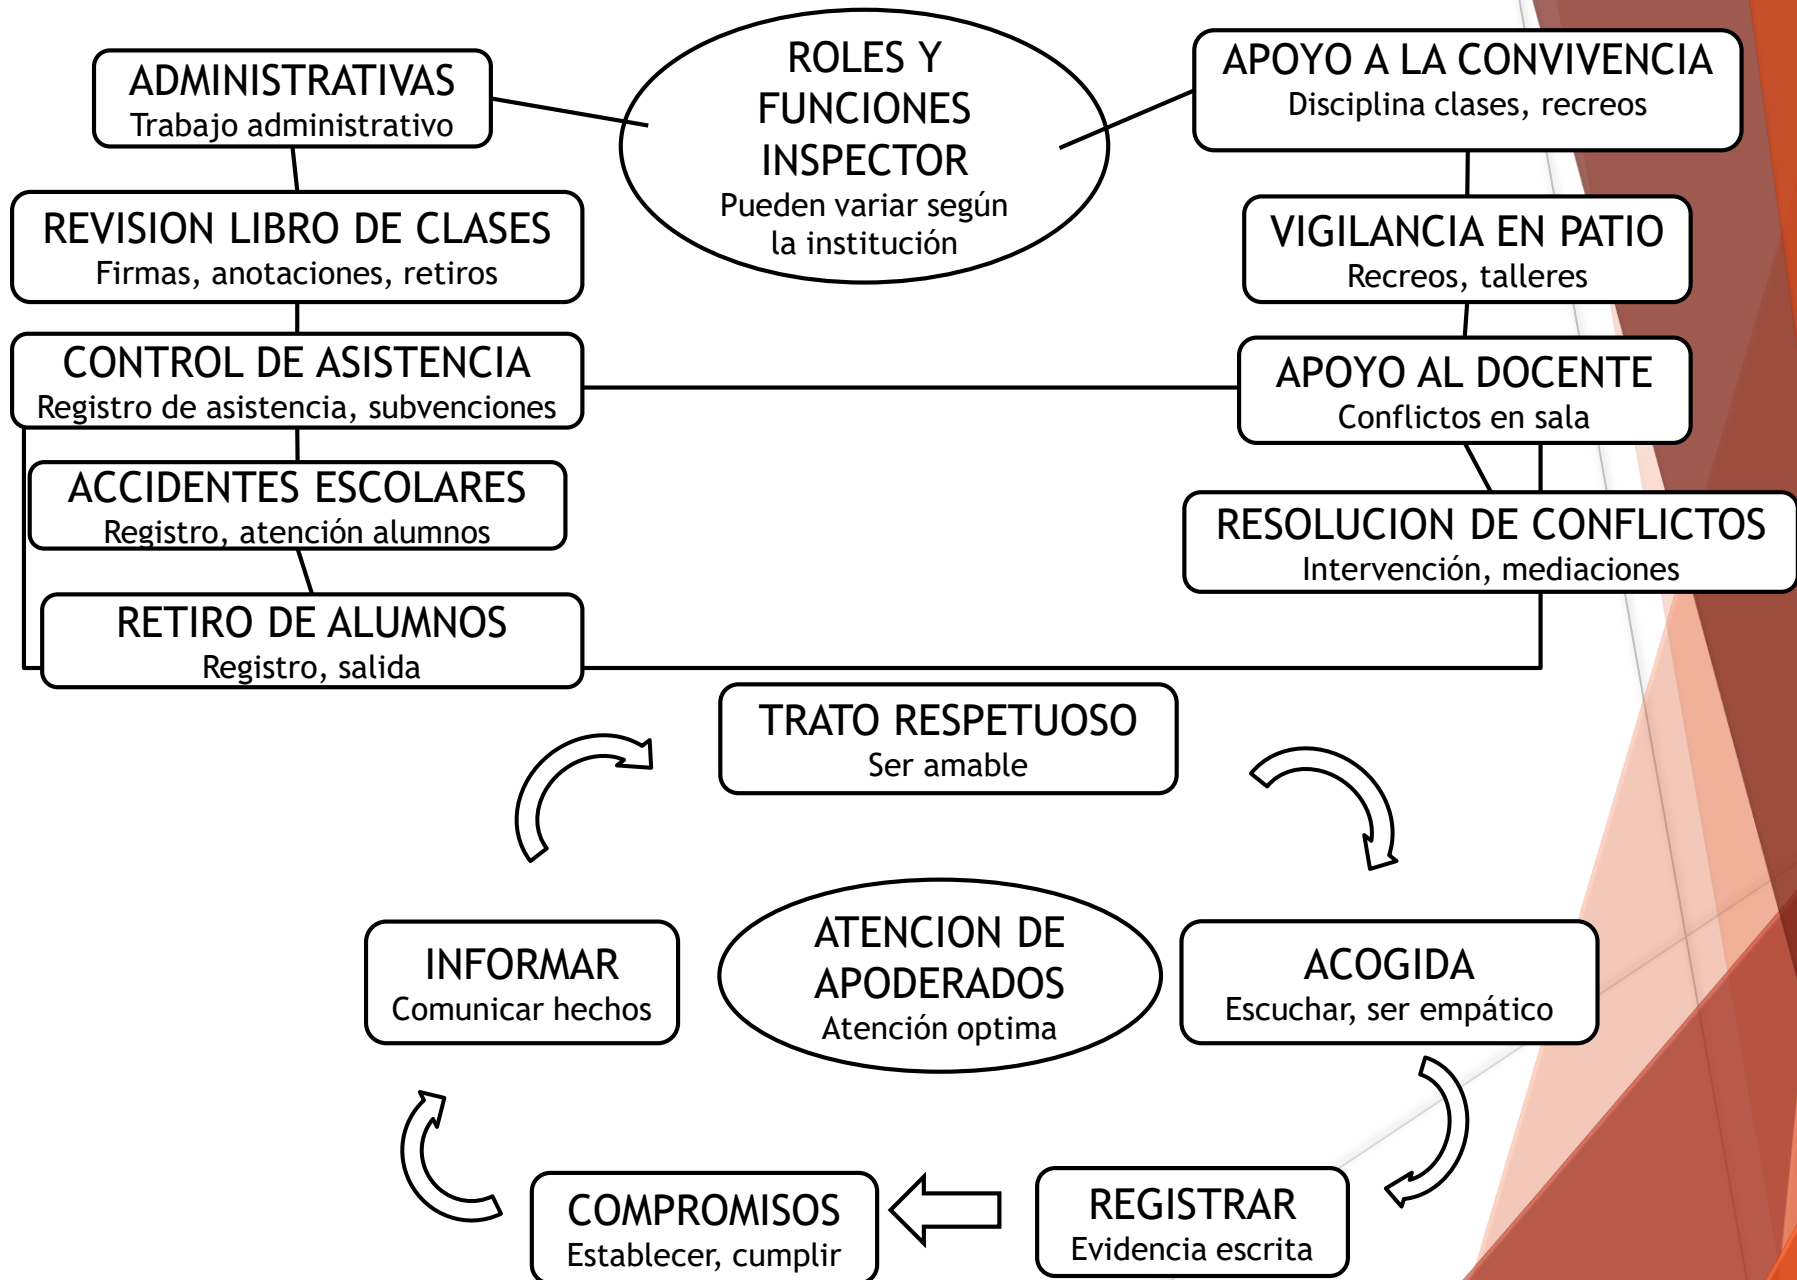 ROLES Y
FUNCIONES
INSPECTOR
Pueden variar según
la institución
ADMINISTRATIVAS
Trabajo administrativo
REVISION LIBRO DE CLASES
Firmas, anotaciones, retiros
CONTROL DE ASISTENCIA
Registro de asistencia, subvenciones
ACCIDENTES ESCOLARES
Registro, atención alumnos
RETIRO DE ALUMNOS
Registro, salida
APOYO A LA CONVIVENCIA
Disciplina clases, recreos
VIGILANCIA EN PATIO
Recreos, talleres
APOYO AL DOCENTE
Conflictos en sala
RESOLUCION DE CONFLICTOS
Intervención, mediaciones
TRATO RESPETUOSO
Ser amable
ATENCION DE
APODERADOS
Atención optima
ACOGIDA
Escuchar, ser empático
REGISTRAR
Evidencia escrita
COMPROMISOS
Establecer, cumplir
INFORMAR
Comunicar hechos